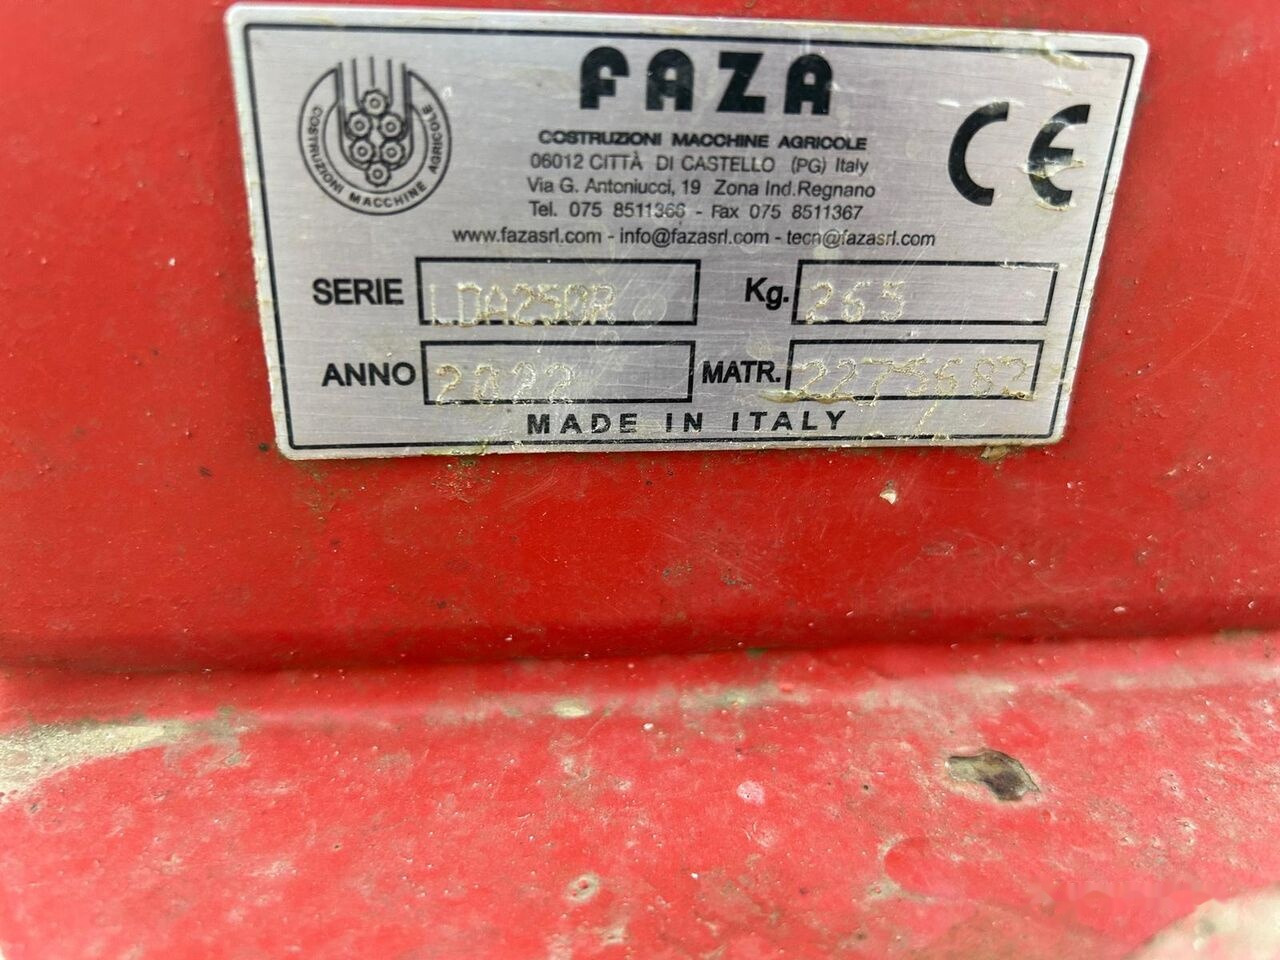 COSTRUZIONI MACCHINE AGRICOLE
FAZA
COSTRUZIONI MACCHINE AGRICOLE
06012 CITTÀ DI CASTELLO (PG) Italy
Via G. Antoniucci, 19 Zona Ind.Regnano
Tel. 075 8511366 - Fax 075 8511367
www.fazasrl.com - info@fazasrl.com - tecn@fazasrl.com
CE
SERIE LDA250R Kg. 265
ANNO 2022 MATR. 2275682
MADE IN ITALY